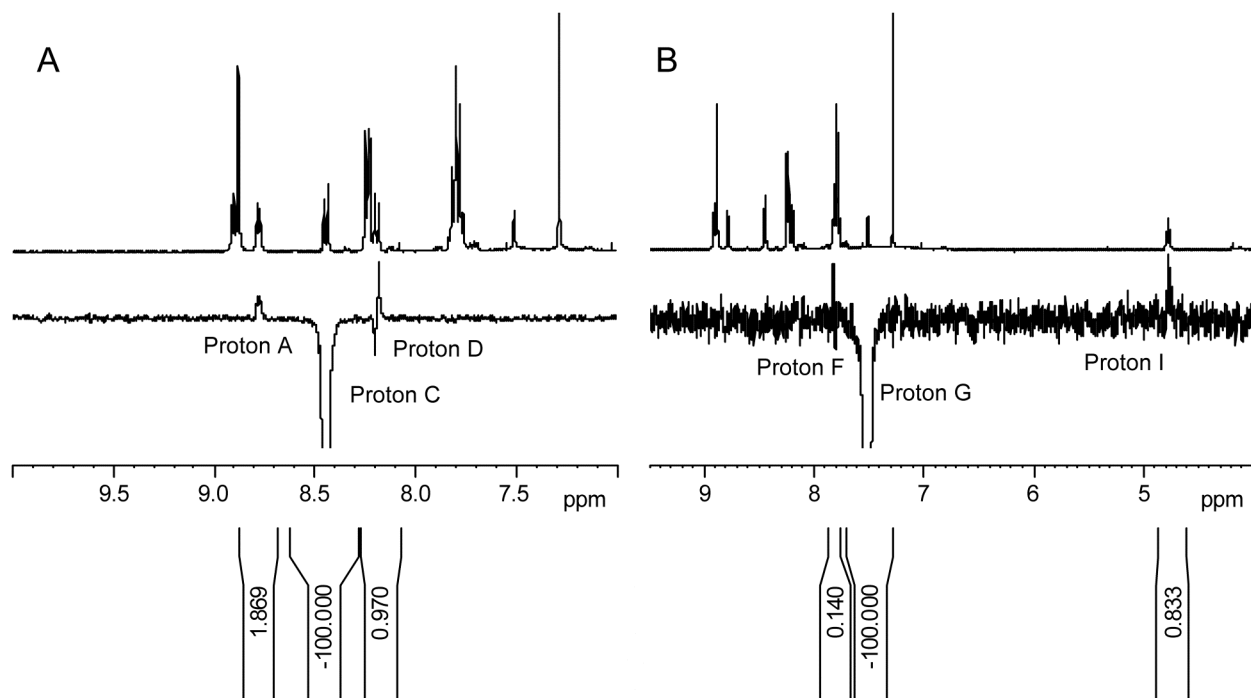 A
Proton A
Proton D
Proton C
9.5 9.0 8.5 8.0 7.5 ppm
1.869
-100.000
0.970
B
Proton F
Proton I
Proton G
9 8 7 6 5 ppm
0.140
-100.000
0.833